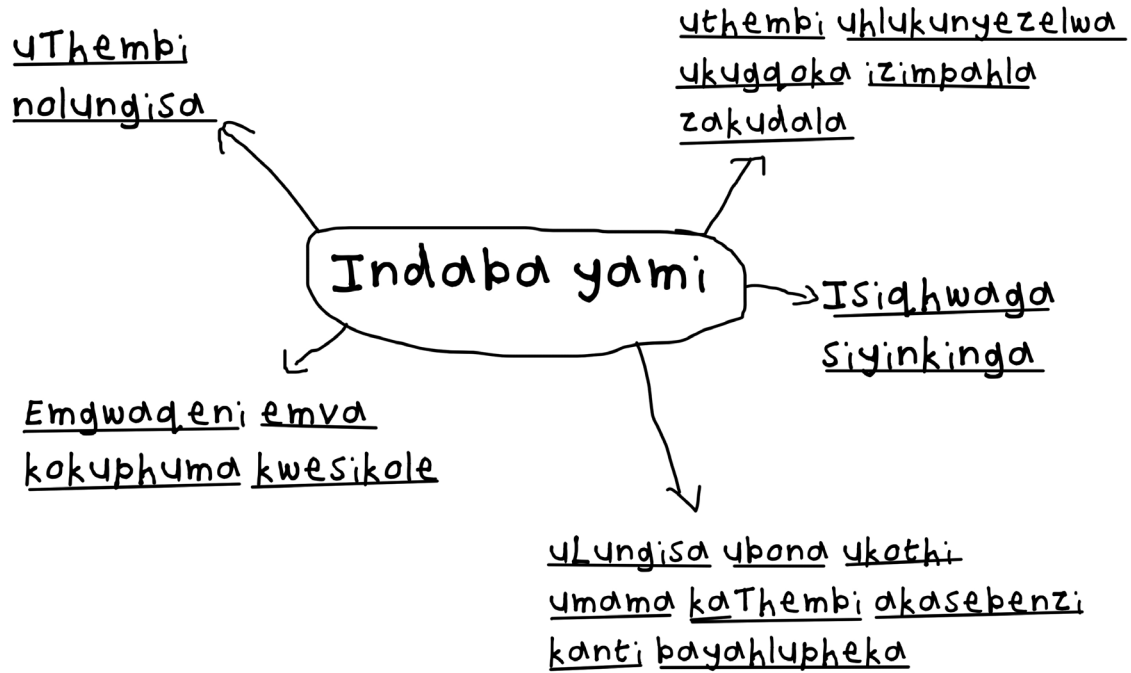 uThembi
nolungisa
uthembi uhlukunyezelwa
ukugqoka izimpahla
zakudala
Indaba yami
Isiqhwaga
siyinkinga
Emgwaqeni emva
kokuphuma kwesikole
uLungisa ubona ukothi
umama kaThembi akasebenzi
kanti bayahlupheka